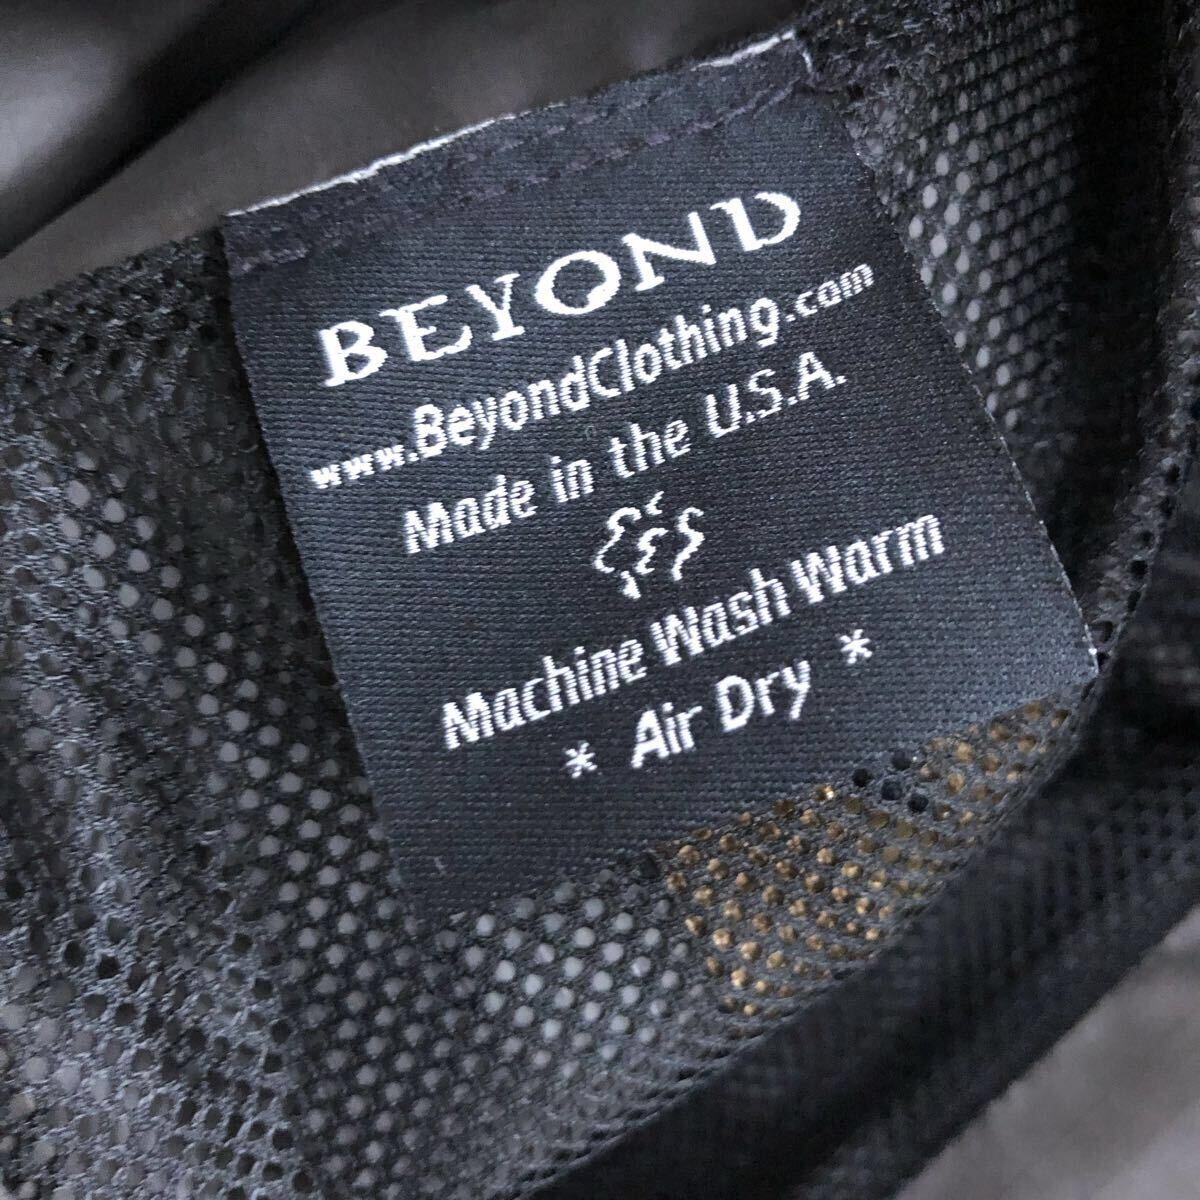 BEYOND
www.BeyondClothing.com
Made in the U.S.A.
Machine Wash Warm
* Air Dry *